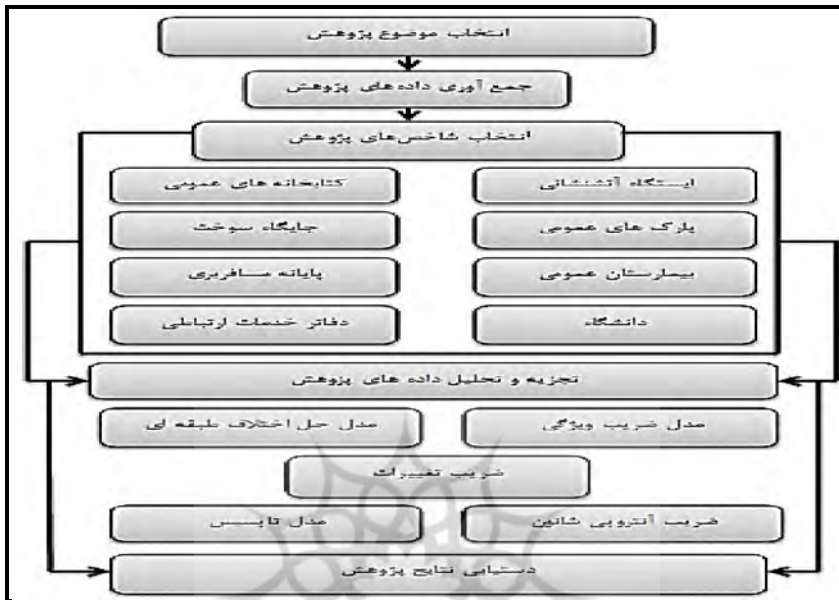 انتخاب موضوع پژوهش
جمع آوری داده‌های پژوهش
انتخاب شاخص‌های پژوهش
ایستگاه آتشنشانی
کتابخانه‌های عمومی
پارک های عمومی
جایگاه سوخت
بیمارستان عمومی
پایانه مسافربری
دانشگاه
دفاتر خدمات ارتباطی
تجزیه و تحلیل داده های پژوهش
مدل ضریب ویژگی
مدل حل اختلاف طبقه ای
ضریب تغییرات
ضریب آنتروپی شانون
مدل تاپسیس
دستیابی نتایج پژوهش